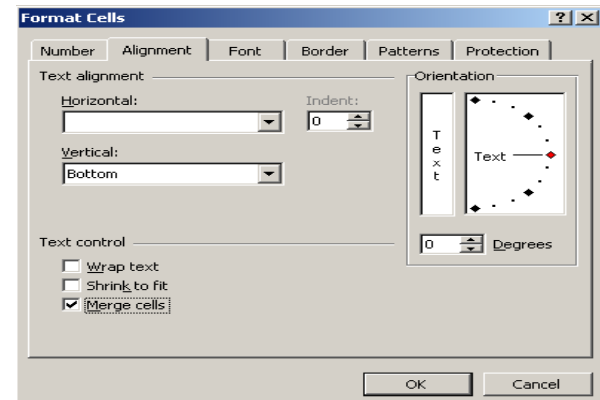 Format Cells
Number Alignment Font Border Patterns Protection
Text alignment
Horizontal:
Indent:
0
Vertical:
Bottom
Orientation
Text
Text
0 Degrees
Text control
Wrap text
Shrink to fit
Merge cells
OK Cancel